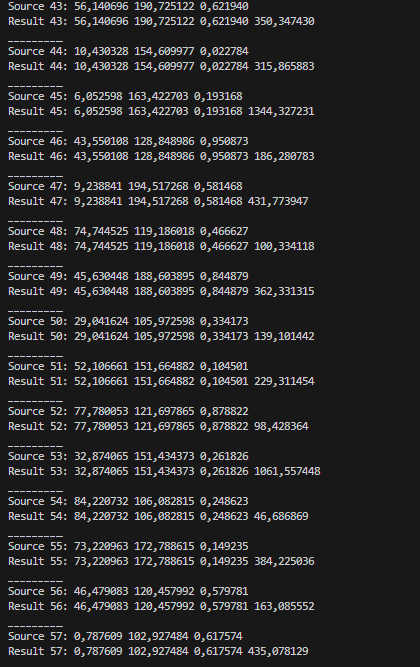 Source 43: 56,140696 190,725122 0,621940
Result 43: 56,140696 190,725122 0,621940 350,347430
_________
Source 44: 10,430328 154,609977 0,022784
Result 44: 10,430328 154,609977 0,022784 315,865883
_________
Source 45: 6,052598 163,422703 0,193168
Result 45: 6,052598 163,422703 0,193168 1344,327231
_________
Source 46: 43,550108 128,848986 0,950873
Result 46: 43,550108 128,848986 0,950873 186,280783
_________
Source 47: 9,238841 194,517268 0,581468
Result 47: 9,238841 194,517268 0,581468 431,773947
_________
Source 48: 74,744525 119,186018 0,466627
Result 48: 74,744525 119,186018 0,466627 100,334118
_________
Source 49: 45,630448 188,603895 0,844879
Result 49: 45,630448 188,603895 0,844879 362,331315
_________
Source 50: 29,041624 105,972598 0,334173
Result 50: 29,041624 105,972598 0,334173 139,101442
_________
Source 51: 52,106661 151,664882 0,104501
Result 51: 52,106661 151,664882 0,104501 229,311454
_________
Source 52: 77,780053 121,697865 0,878822
Result 52: 77,780053 121,697865 0,878822 98,428364
_________
Source 53: 32,874065 151,434373 0,261826
Result 53: 32,874065 151,434373 0,261826 1061,557448
_________
Source 54: 84,220732 106,082815 0,248623
Result 54: 84,220732 106,082815 0,248623 46,686869
_________
Source 55: 73,220963 172,788615 0,149235
Result 55: 73,220963 172,788615 0,149235 384,225036
_________
Source 56: 46,479083 120,457992 0,579781
Result 56: 46,479083 120,457992 0,579781 163,085552
_________
Source 57: 0,787609 102,927484 0,617574
Result 57: 0,787609 102,927484 0,617574 435,078129